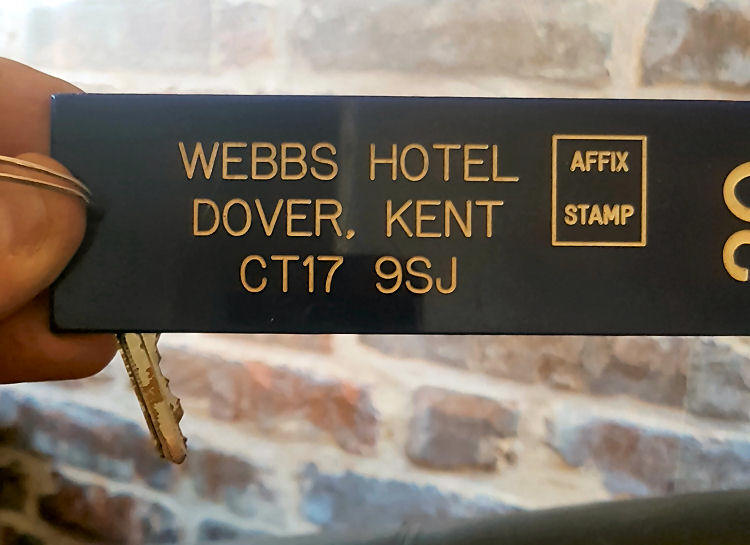 WEBBS HOTEL
DOVER, KENT
CT17 9SJ
AFFIX
STAMP